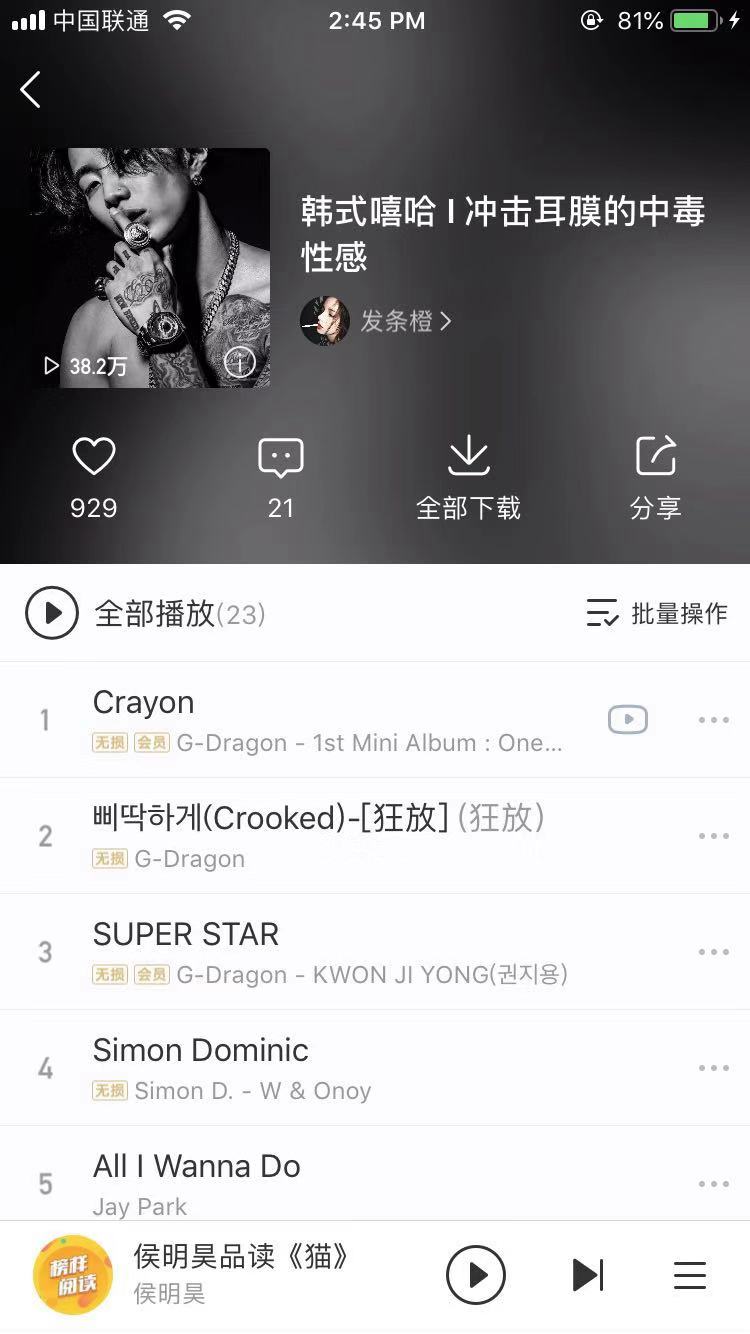 中国联通
2:45 PM
81%
韩式嘻哈 I 冲击耳膜的中毒
性感
发条橙
38.2万
929
21
全部下载
分享
全部播放(23)
批量操作
1
Crayon
无损 会员 G-Dragon - 1st Mini Album : One...
2
삐딱하게(Crooked)-[狂放] (狂放)
无损 G-Dragon
3
SUPER STAR
无损 会员 G-Dragon - KWON JI YONG(권지용)
4
Simon Dominic
无损 Simon D. - W & Onoy
5
All I Wanna Do
Jay Park
榜样
阅读
侯明昊品读《猫》
侯明昊